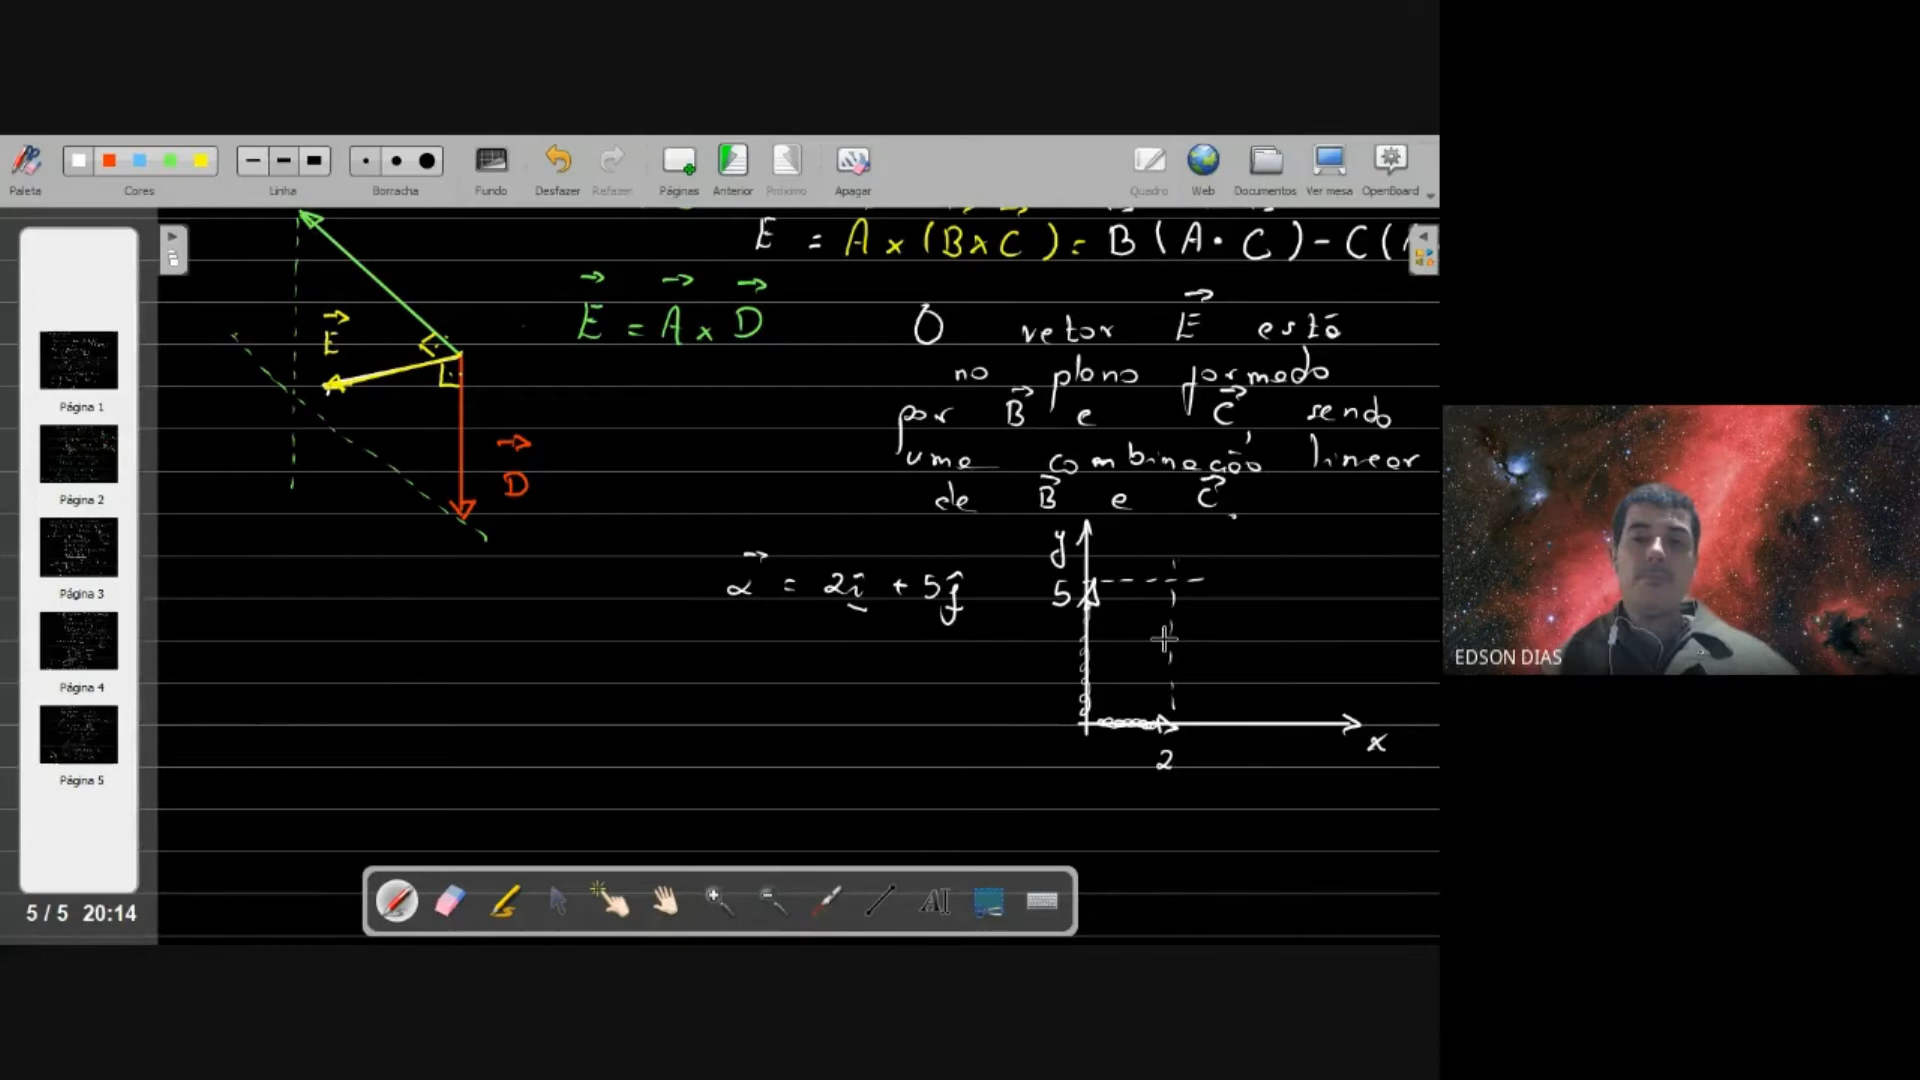 Paleta
Cores
Linha
Borracha
Fundo
Desfazer
Refazer
Páginas
Anterior
Próximo
Apagar
Quadro
Web
Documentos
Ver mesa
OpenBoard
E = A x (B x C) = B (A · C) - C (
E = A x D
O vetor E está
no plano formado
por B e C, sendo
uma combinação linear
de B e C.
E
D
α = 2i + 5j
y
5
2
x
Página 1
Página 2
Página 3
Página 4
Página 5
5 / 5 20:14
AI
EDSON DIAS